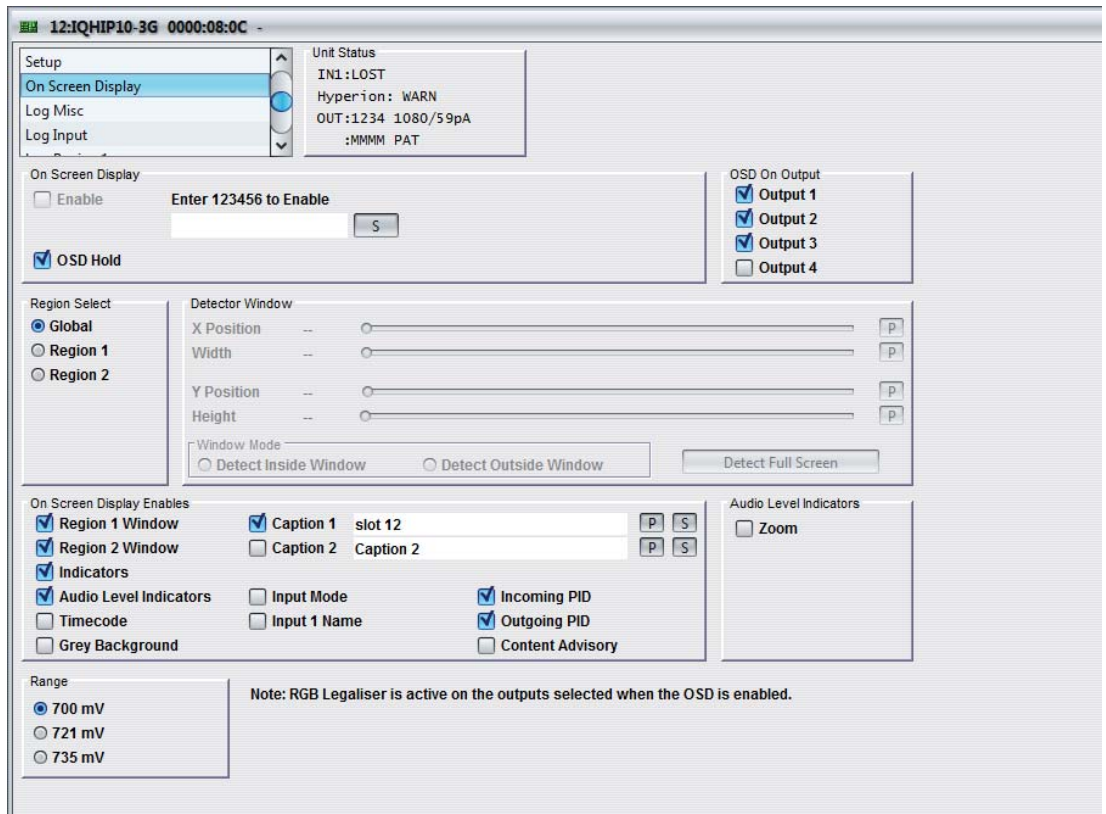 12:IQHIP10-3G 0000:08:0C -
Setup
On Screen Display
Log Misc
Log Input
Unit Status
IN1:LOST
Hyperion: WARN
OUT:1234 1080/59pA
:MMMM PAT
On Screen Display
Enable
Enter 123456 to Enable
S
OSD Hold
OSD On Output
Output 1
Output 2
Output 3
Output 4
Region Select
Global
Region 1
Region 2
Detector Window
X Position -- P
Width -- P
Y Position -- P
Height -- P
Window Mode
Detect Inside Window
Detect Outside Window
Detect Full Screen
On Screen Display Enables
Region 1 Window
Caption 1 slot 12 P S
Region 2 Window
Caption 2 Caption 2 P S
Indicators
Audio Level Indicators
Input Mode
Incoming PID
Timecode
Input 1 Name
Outgoing PID
Grey Background
Content Advisory
Audio Level Indicators
Zoom
Range
700 mV
721 mV
735 mV
Note: RGB Legaliser is active on the outputs selected when the OSD is enabled.